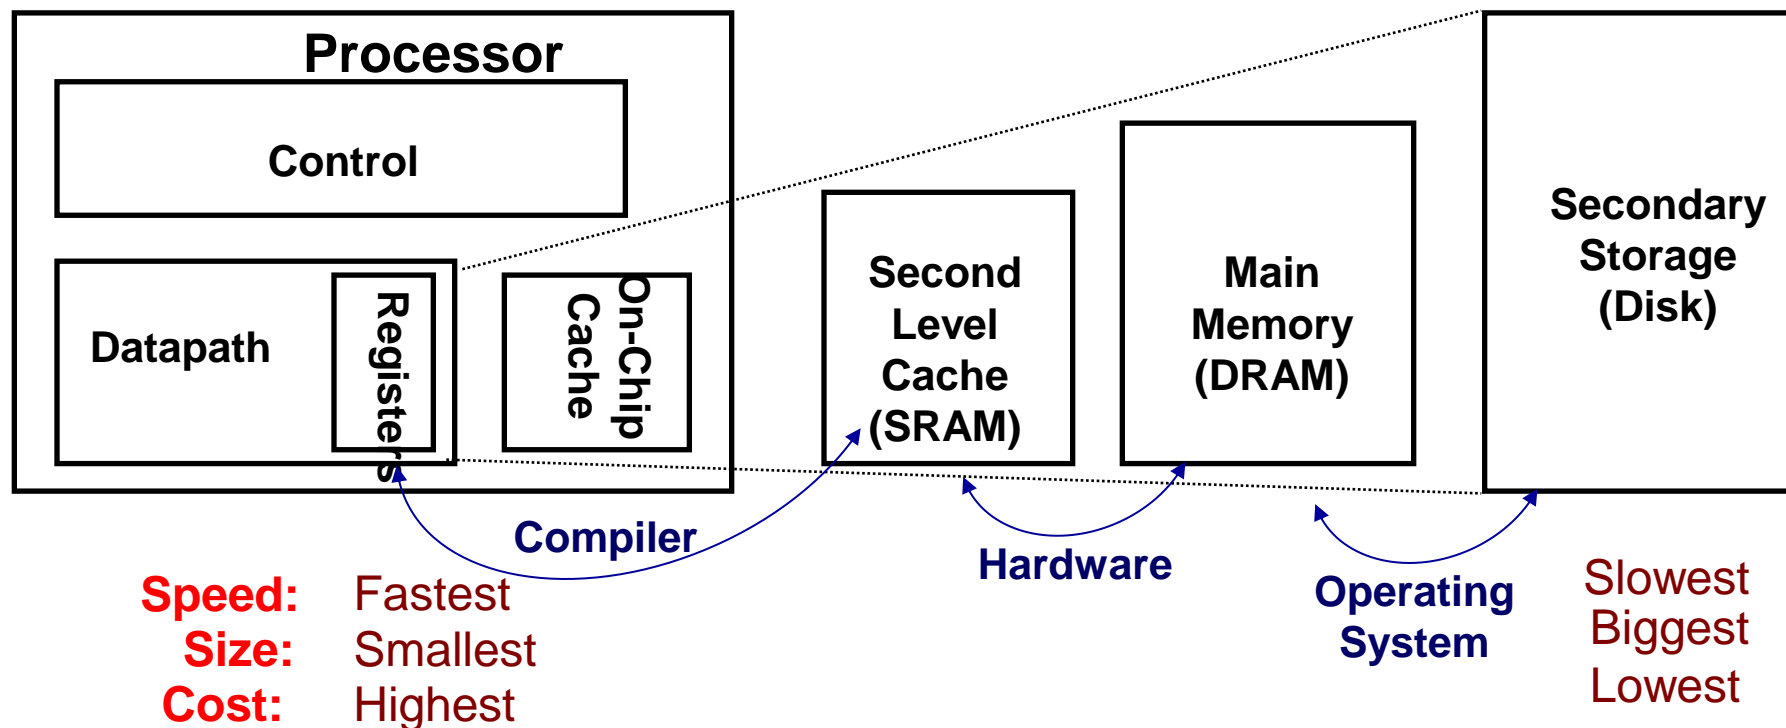 Processor
Control
Datapath
Registers
On-Chip
Cache
Second
Level
Cache
(SRAM)
Main
Memory
(DRAM)
Secondary
Storage
(Disk)
Compiler
Hardware
Operating
System
Speed: Fastest
Size: Smallest
Cost: Highest
Slowest
Biggest
Lowest